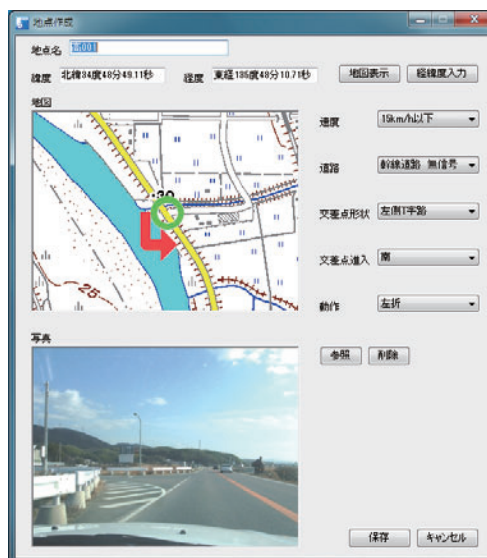 地点作成
地点名 高001
緯度 北緯34度48分49.11秒 経度 東経135度48分10.71秒 地図表示 経緯度入力
地図
速度 15km/h以下
道路 幹線道路 無信号
交差点形状 左側T字路
交差点進入 南
動作 左折
25
写真
参照 削除
保存 キャンセル